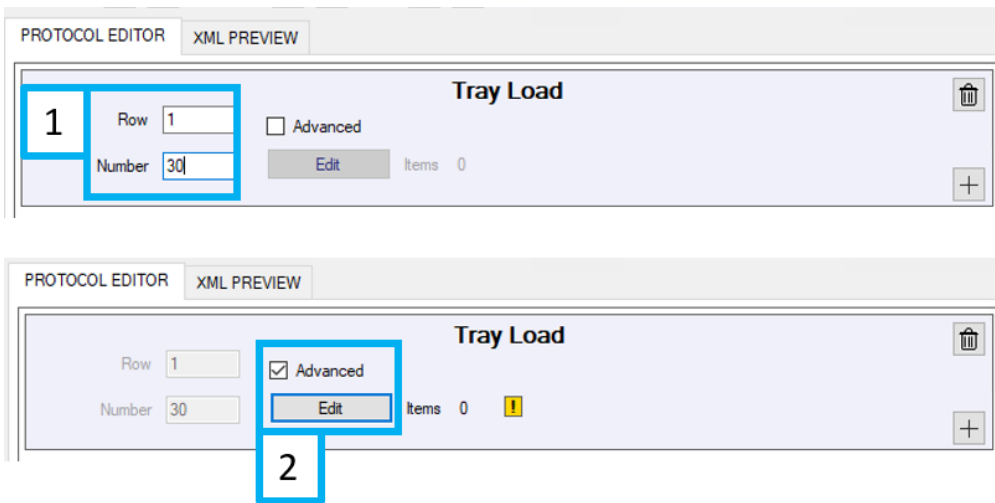 PROTOCOL EDITOR XML PREVIEW
Tray Load
1
Row 1
Advanced
Number 30
Edit Items 0
PROTOCOL EDITOR XML PREVIEW
Tray Load
Row 1
Advanced
Number 30
Edit Items 0 !
2